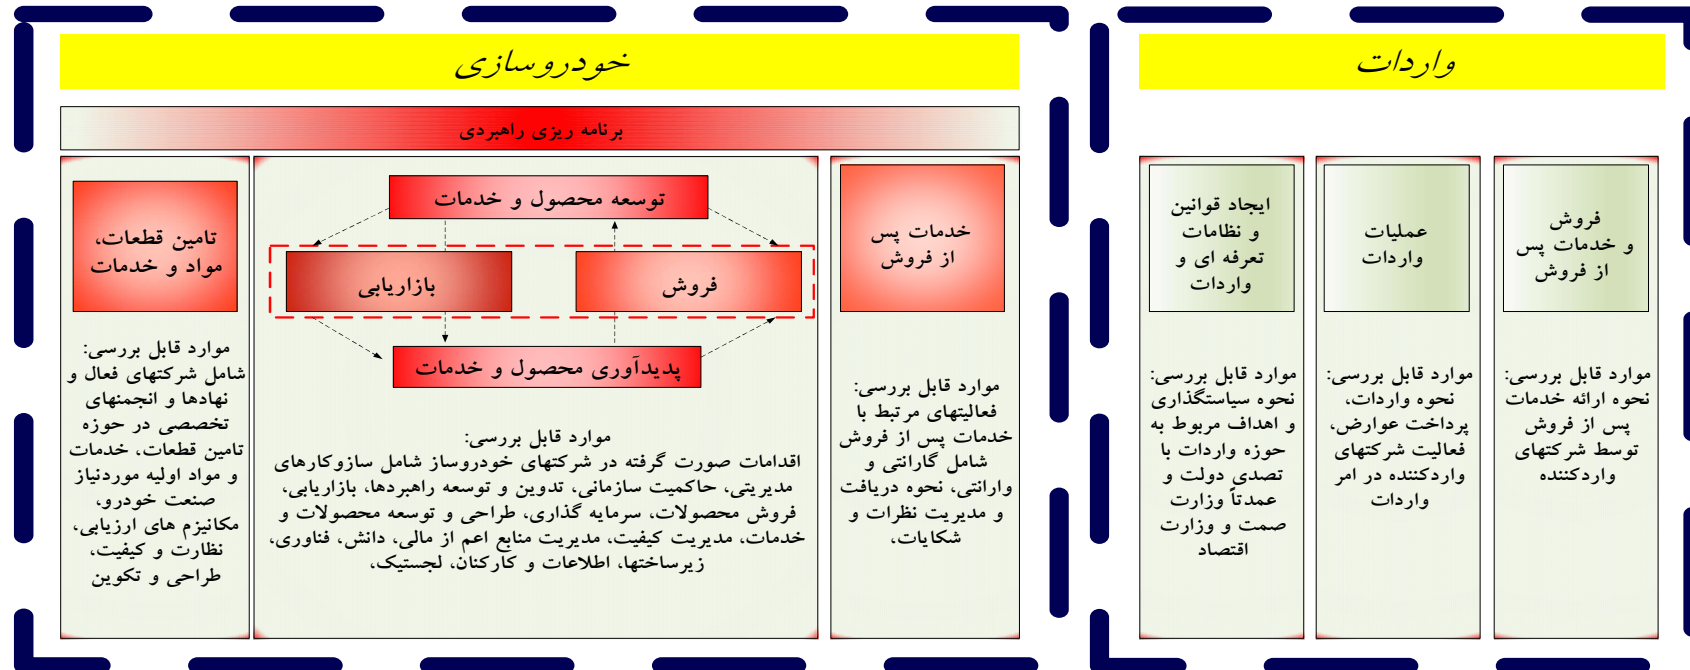 خودروسازی
برنامه ریزی راهبردی
تامین قطعات،
مواد و خدمات
موارد قابل بررسی:
شامل شرکتهای فعال و
نهادها و انجمنهای
تخصصی در حوزه
تامین قطعات، خدمات
و مواد اولیه موردنیاز
صنعت خودرو،
مکانیزم های ارزیابی،
نظارت و کیفیت،
طراحی و تکوین
توسعه محصول و خدمات
بازاریابی
فروش
پدیدآوری محصول و خدمات
موارد قابل بررسی:
اقدامات صورت گرفته در شرکتهای خودروساز شامل سازوکارهای
مدیریتی، حاکمیت سازمانی، تدوین و توسعه راهبردها، بازاریابی،
فروش محصولات، سرمایه گذاری، طراحی و توسعه محصولات و
خدمات، مدیریت کیفیت، مدیریت منابع اعم از مالی، دانش، فناوری،
زیرساختها، اطلاعات و کارکنان، لجستیک،
خدمات پس
از فروش
موارد قابل بررسی:
فعالیتهای مرتبط با
خدمات پس از فروش
شامل گارانتی و
وارانتی، نحوه دریافت
و مدیریت نظرات و
شکایات،
واردات
ایجاد قوانین
و نظامات
تعرفه ای و
واردات
موارد قابل بررسی:
نحوه سیاستگذاری
و اهداف مربوط به
حوزه واردات با
تصدی دولت و
عمدتاً وزارت
صمت و وزارت
اقتصاد
عملیات
واردات
موارد قابل بررسی:
نحوه واردات،
پرداخت عوارض،
فعالیت شرکتهای
واردکننده در امر
واردات
فروش
و خدمات پس
از فروش
موارد قابل بررسی:
نحوه ارائه خدمات
پس از فروش
توسط شرکتهای
واردکننده